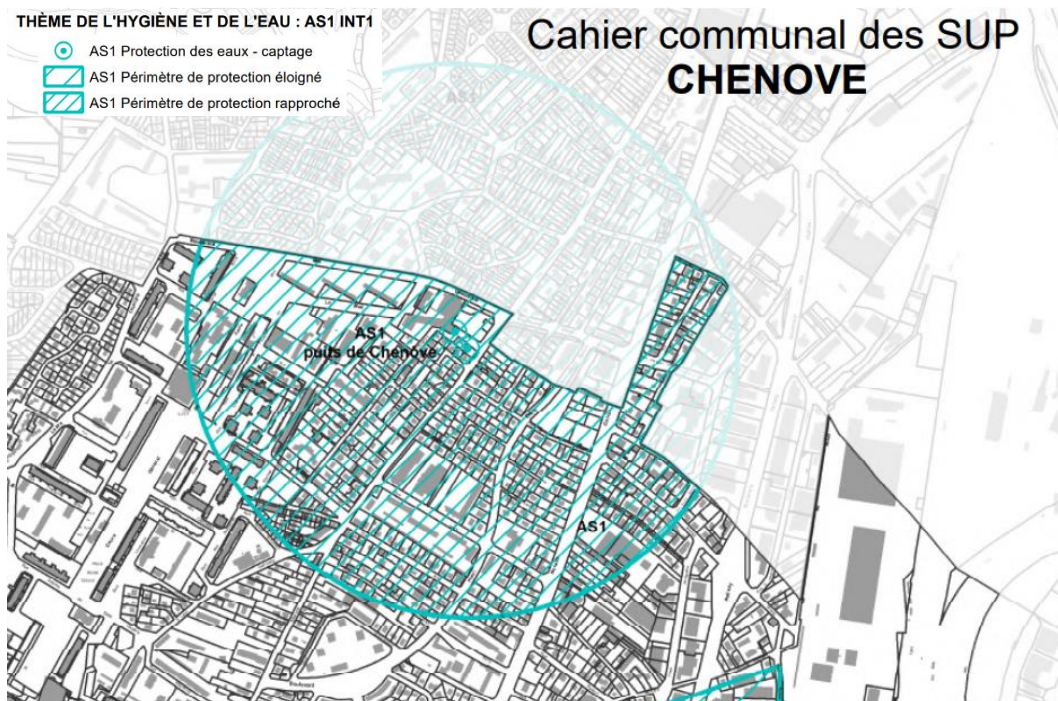 THÈME DE L'HYGIÈNE ET DE L'EAU : AS1 INT1
AS1 Protection des eaux - captage
AS1 Périmètre de protection éloigné
AS1 Périmètre de protection rapproché
Cahier communal des SUP
CHENOVE
AS1
AS1
puits de Chenôve
AS1
Boulevard